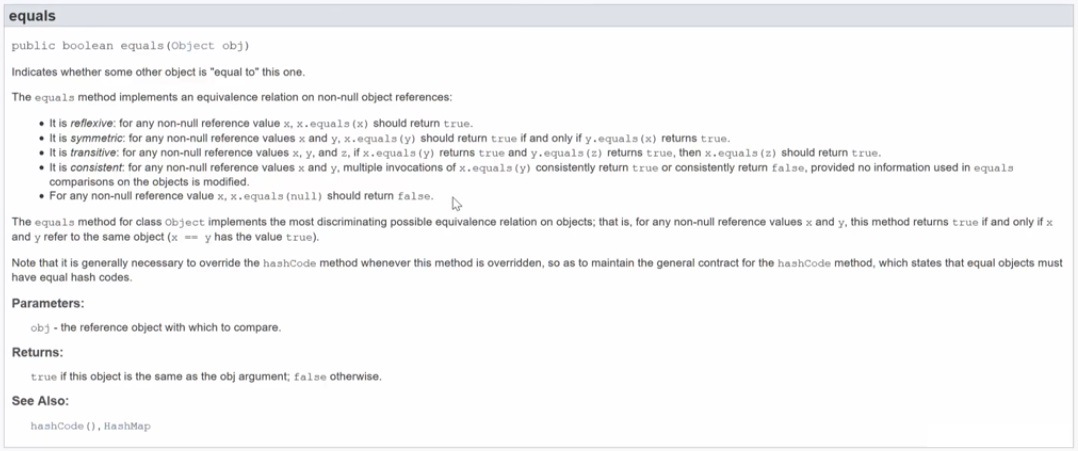 equals
public boolean equals(Object obj)
Indicates whether some other object is "equal to" this one.
The equals method implements an equivalence relation on non-null object references:
• It is reflexive: for any non-null reference value x, x.equals(x) should return true.
• It is symmetric: for any non-null reference values x and y, x.equals(y) should return true if and only if y.equals(x) returns true.
• It is transitive: for any non-null reference values x, y, and z, if x.equals(y) returns true and y.equals(z) returns true, then x.equals(z) should return true.
• It is consistent: for any non-null reference values x and y, multiple invocations of x.equals(y) consistently return true or consistently return false, provided no information used in equals
comparisons on the objects is modified.
• For any non-null reference value x, x.equals(null) should return false.
The equals method for class Object implements the most discriminating possible equivalence relation on objects; that is, for any non-null reference values x and y, this method returns true if and only if x
and y refer to the same object (x == y has the value true).
Note that it is generally necessary to override the hashCode method whenever this method is overridden, so as to maintain the general contract for the hashCode method, which states that equal objects must
have equal hash codes.
Parameters:
obj - the reference object with which to compare.
Returns:
true if this object is the same as the obj argument; false otherwise.
See Also:
hashCode(), HashMap